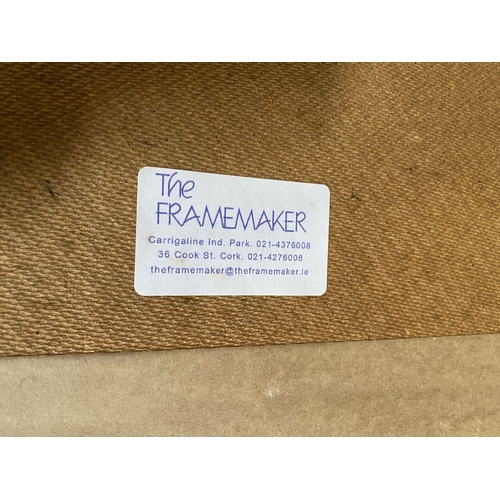 The
FRAMEMAKER
Carrigaline Ind. Park. 021-4376008
36 Cook St. Cork. 021-4276008
theframemaker@theframemaker.ie